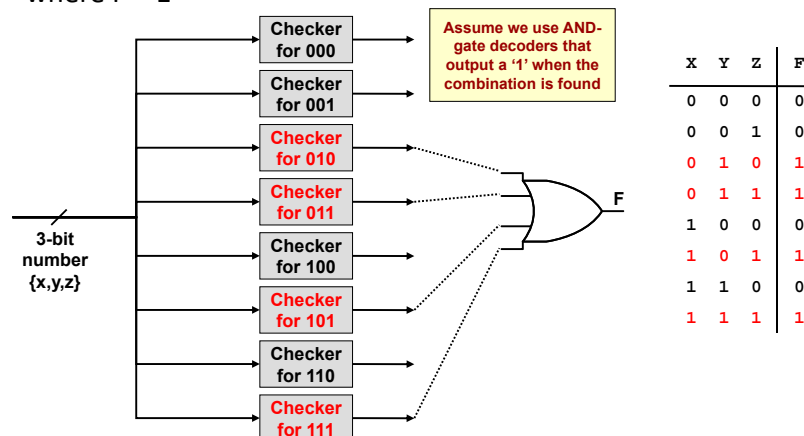 Checker
for 000
Assume we use AND-
gate decoders that
output a ‘1’ when the
combination is found
Checker
for 001
Checker
for 010
Checker
for 011
3-bit
number
{x,y,z}
Checker
for 100
Checker
for 101
Checker
for 110
Checker
for 111
F
X Y Z F
0 0 0 0
0 0 1 0
0 1 0 1
0 1 1 1
1 0 0 0
1 0 1 1
1 1 0 0
1 1 1 1